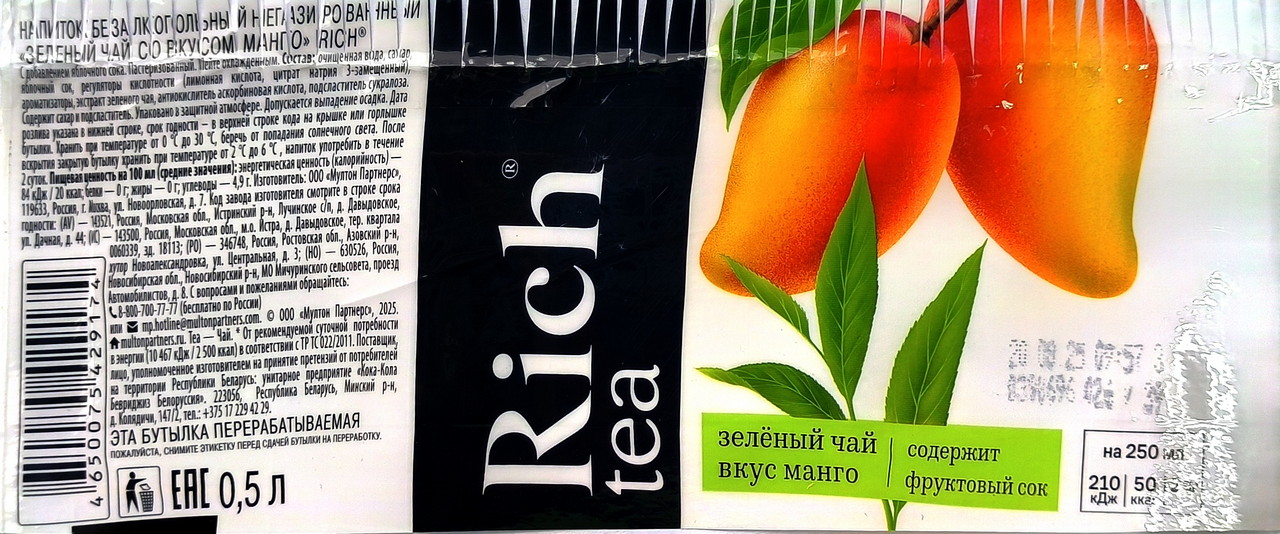 НАПИТОК БЕЗАЛКОГОЛЬНЫЙ НЕГАЗИРОВАННЫЙ
«ЗЕЛЕНЫЙ ЧАЙ СО ВКУСОМ МАНГО» RICH®
С добавлением яблочного сока. Пастеризованный. Пейте охлажденным. Состав: очищенная вода, сахар,
яблочный сок, регуляторы кислотности (лимонная кислота, цитрат натрия 3-замещенный),
ароматизаторы, экстракт зеленого чая, антиокислитель аскорбиновая кислота, подсластитель сукралоза.
Содержит сахар и подсластитель. Упаковано в защитной атмосфере. Допускается выпадение осадка. Дата
розлива указана в нижней строке, срок годности – в верхней строке кода на крышке или горлышке
бутылки. Хранить при температуре от 0 °C до 30 °C, беречь от попадания солнечного света. После
вскрытия закрытую бутылку хранить при температуре от 2 °C до 6 °C, напиток употребить в течение
2 суток. Пищевая ценность на 100 мл (средние значения): энергетическая ценность (калорийность) —
84 кДж / 20 ккал; белки — 0 г; жиры — 0 г; углеводы — 4,9 г. Изготовитель: ООО «Мултон Партнерс»,
119633, Россия, г. Москва, ул. Новоорловская, д. 7. Код завода изготовителя смотрите в строке срока
годности: (AV) — 143521, Россия, Московская обл., Истринский р-н, Лучинское с/п, д. Давыдовское,
ул. Дачная, д. 44; — 143500, Россия, Московская обл., м.о. Истра, д. Давыдовское, тер. квартала
0060339, зд. 18113; (РО) — 346748, Россия, Ростовская обл., Азовский р-н,
хутор Новоалександровка, ул. Центральная, д. 3; (НО) — 630526, Россия,
Новосибирская обл., Новосибирский р-н, МО Мичуринского сельсовета, проезд
Автомобилистов, д. 8. С вопросами и пожеланиями обращайтесь:
8-800-700-77-77 (бесплатно по России)
или mp.hotline@multonpartners.com. © ООО «Мултон Партнерс», 2025.
multonpartners.ru. Tea — Чай. * От рекомендуемой суточной потребности
в энергии (10 467 кДж / 2 500 ккал) в соответствии с ТР ТС 022/2011. Поставщик,
лицо, уполномоченное изготовителем на принятие претензий от потребителей
на территории Республики Беларусь: унитарное предприятие «Кока-Кола
Бевриджиз Белоруссия». 223056, Республика Беларусь, Минский р-н,
д. Колядичи, 147/2, тел.: +375 17 229 42 29.
ЭТА БУТЫЛКА ПЕРЕРАБАТЫВАЕМАЯ
ПОЖАЛУЙСТА, СНИМИТЕ ЭТИКЕТКУ ПЕРЕД СДАЧЕЙ БУТЫЛКИ НА ПЕРЕРАБОТКУ.
4 650075 429174
ЕАС 0,5 Л
Rich®
tea
зелёный чай
вкус манго
содержит
фруктовый сок
на 250 мл
210 кДж
50 ккал